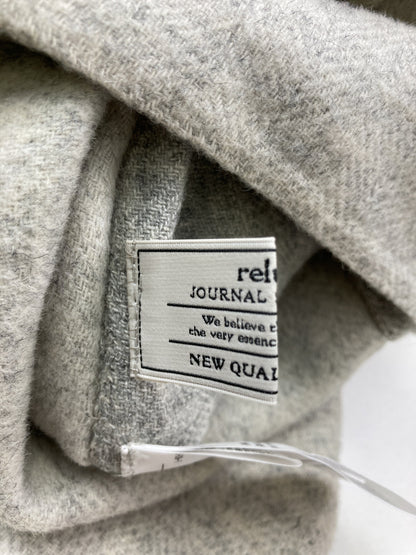 rel
JOURNAL
We believe t
the very essenc
NEW QUAL